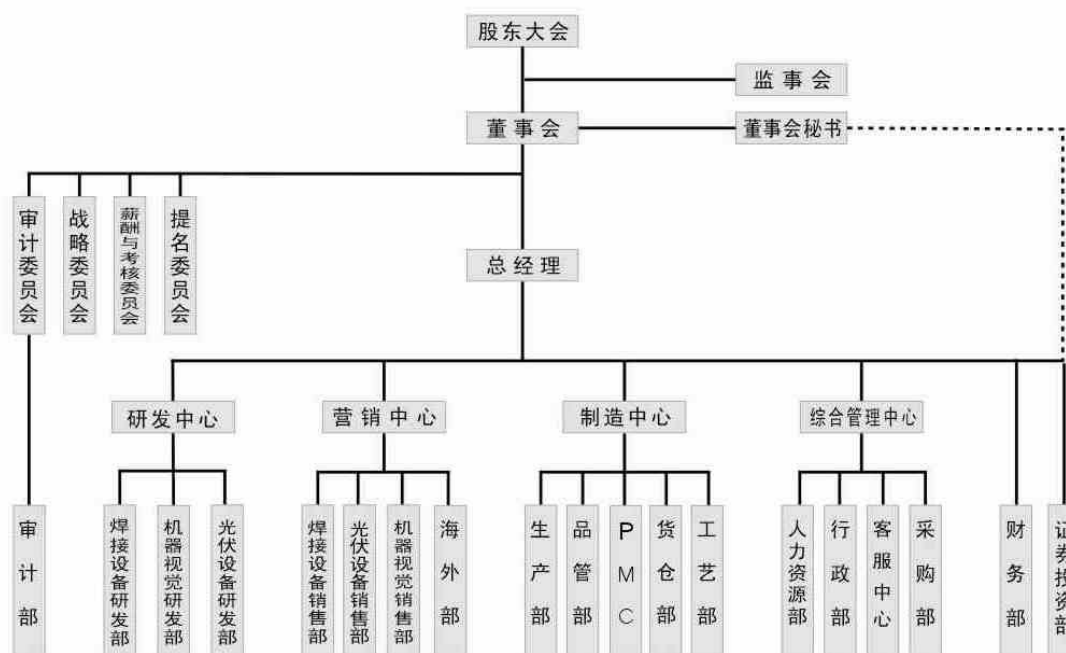 股东大会
监事会
董事会
董事会秘书
审计委员会
战略委员会
薪酬与考核委员会
提名委员会
总经理
研发中心
营销中心
制造中心
综合管理中心
审计部
焊接设备研发部
机器视觉研发部
光伏设备研发部
焊接设备销售部
光伏设备销售部
机器视觉销售部
海外部
生产部
品管部
PMC
货仓部
工艺部
人力资源部
行政部
客服中心
采购部
财务部
证券投资部